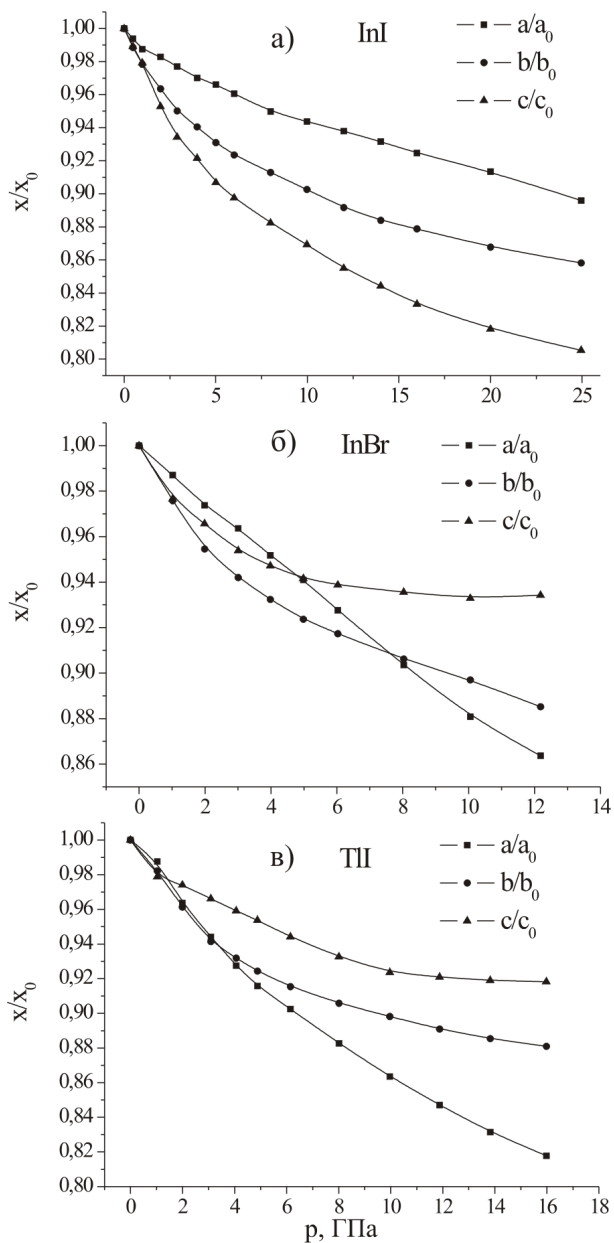 а) InI
a/a0
b/b0
c/c0
x/x0
1,00
0,98
0,96
0,94
0,92
0,90
0,88
0,86
0,84
0,82
0,80
0 5 10 15 20 25
б) InBr
a/a0
b/b0
c/c0
x/x0
1,00
0,98
0,96
0,94
0,92
0,90
0,88
0,86
0 2 4 6 8 10 12 14
в) TlI
a/a0
b/b0
c/c0
x/x0
1,00
0,98
0,96
0,94
0,92
0,90
0,88
0,86
0,84
0,82
0,80
0 2 4 6 8 10 12 14 16 18
р, ГПа